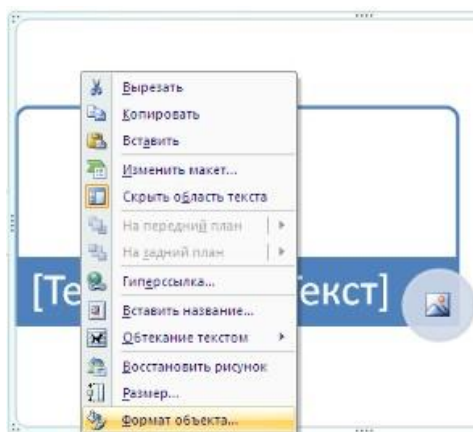 Вырезать
Копировать
Вставить
Изменить макет...
Скрыть область текста
На передний план
На задний план
Гиперссылка...
[Те екст]
Вставить название...
Обтекание текстом
Восстановить рисунок
Размер...
Формат объекта...